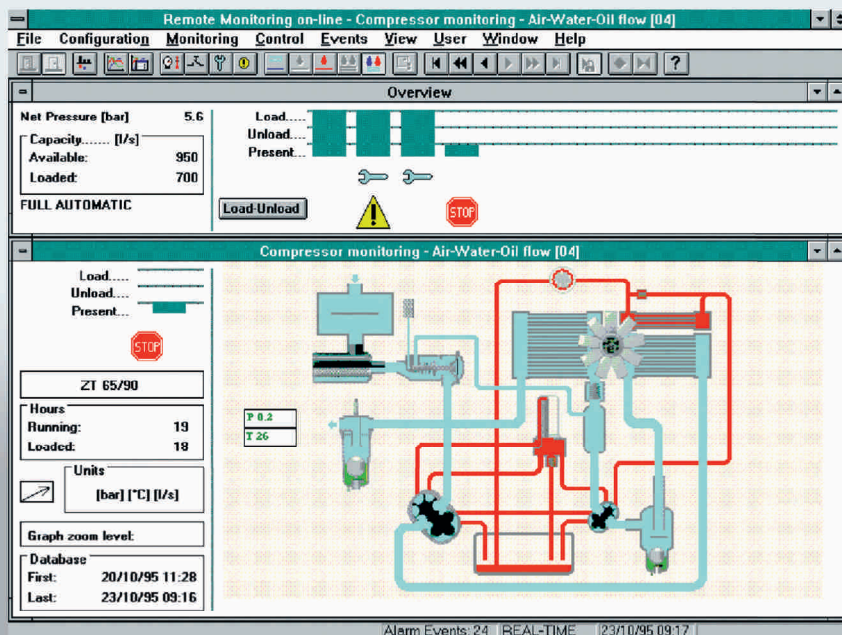 Remote Monitoring on-line - Compressor monitoring - Air-Water-Oil flow [04]
File Configuration Monitoring Control Events View User Window Help
Overview
Net Pressure [bar] 5.6
Capacity....... [l/s]
Available: 950
Loaded: 700
FULL AUTOMATIC
Load.....
Unload....
Present...
Load-Unload
STOP
Compressor monitoring - Air-Water-Oil flow [04]
Load.....
Unload....
Present...
STOP
ZT 65/90
Hours
Running: 19
Loaded: 18
Units
[bar] [°C] [l/s]
Graph zoom level:
Database
First: 20/10/95 11:28
Last: 23/10/95 09:16
P 0.2
T 26
Alarm Events: 24 REAL-TIME 23/10/95 09:17